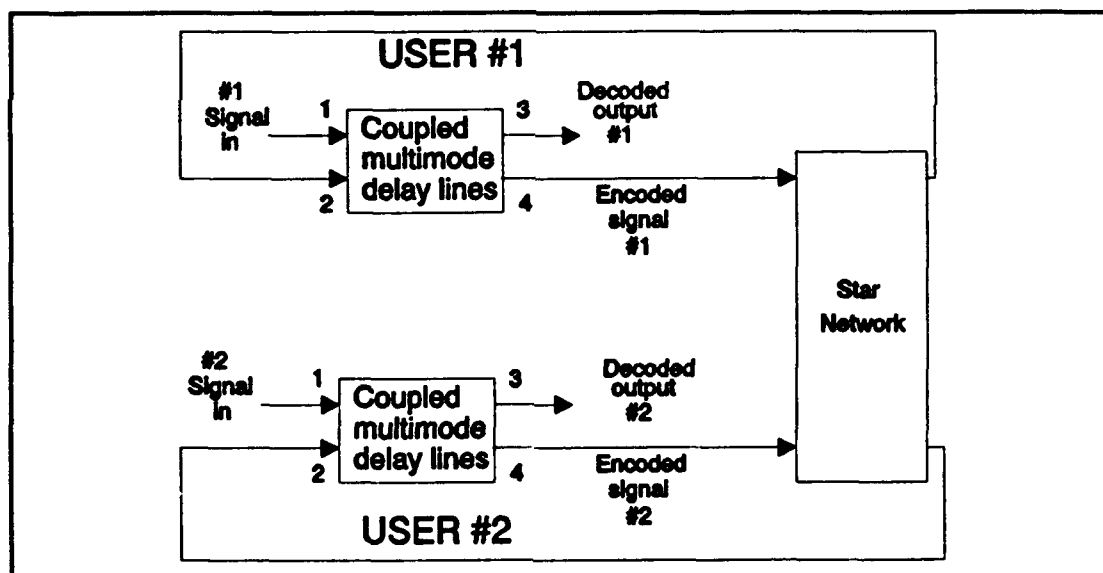 USER #1
#1
Signal
in
1
3
Decoded
output
#1
Coupled
multimode
delay lines
2
4
Encoded
signal
#1
Star
Network
#2
Signal
in
1
3
Decoded
output
#2
Coupled
multimode
delay lines
2
4
Encoded
signal
#2
USER #2